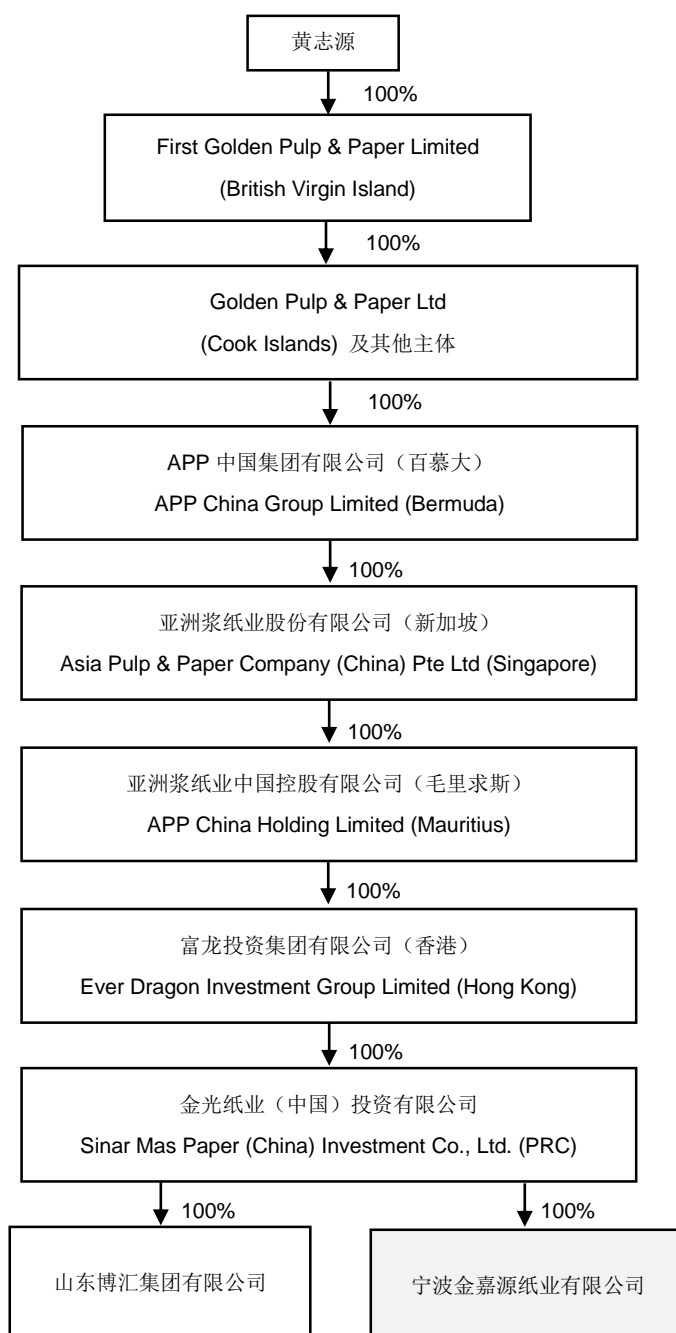 黄志源
100%
First Golden Pulp & Paper Limited
(British Virgin Island)
100%
Golden Pulp & Paper Ltd
(Cook Islands) 及其他主体
100%
APP 中国集团有限公司（百慕大）
APP China Group Limited (Bermuda)
100%
亚洲浆纸业股份有限公司（新加坡）
Asia Pulp & Paper Company (China) Pte Ltd (Singapore)
100%
亚洲浆纸业中国控股有限公司（毛里求斯）
APP China Holding Limited (Mauritius)
100%
富龙投资集团有限公司（香港）
Ever Dragon Investment Group Limited (Hong Kong)
100%
金光纸业（中国）投资有限公司
Sinar Mas Paper (China) Investment Co., Ltd. (PRC)
100%
100%
山东博汇集团有限公司
宁波金嘉源纸业有限公司